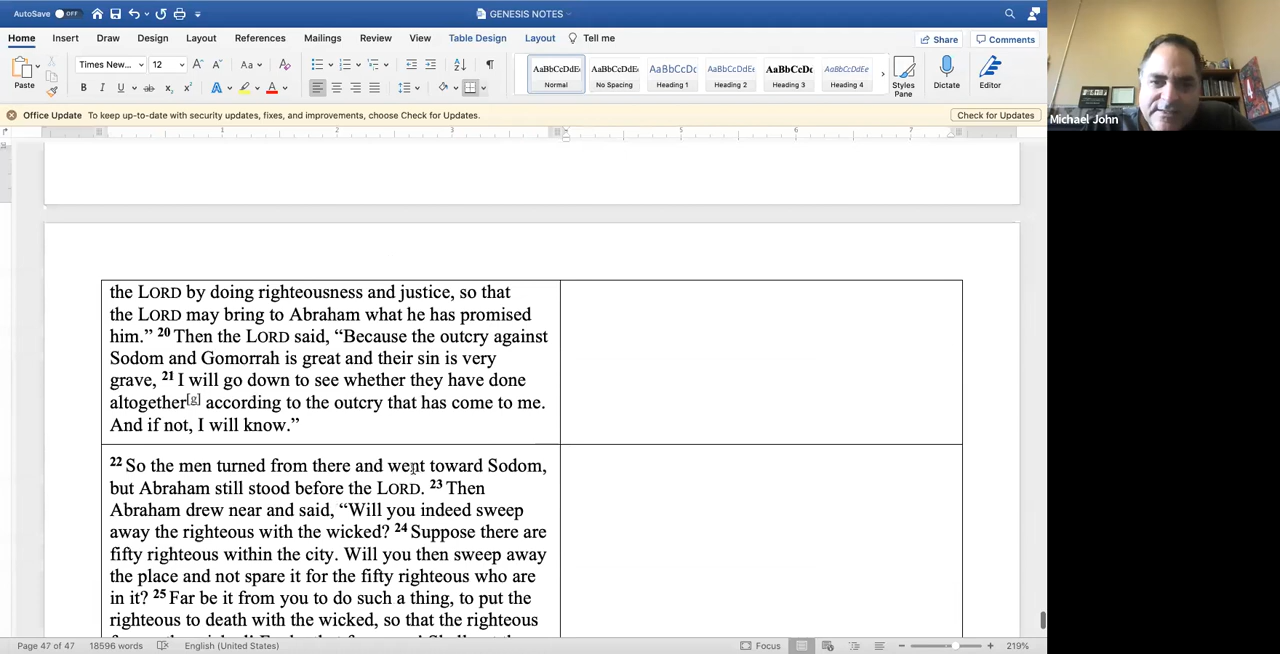 AutoSave OFF GENESIS NOTES
Home Insert Draw Design Layout References Mailings Review View Table Design Layout Tell me Share Comments
Paste Times New... 12 Aa AaBbCcDdEe Normal AaBbCcDdEe No Spacing AaBbCcDc Heading 1 AaBbCcDdEe Heading 2 AaBbCcDd Heading 3 AaBbCcDdEe Heading 4 Styles Pane Dictate Editor
Office Update To keep up-to-date with security updates, fixes, and improvements, choose Check for Updates. Check for Updates
Michael John
1 2 3 5 6 7
the LORD by doing righteousness and justice, so that
the LORD may bring to Abraham what he has promised
him.” 20 Then the LORD said, “Because the outcry against
Sodom and Gomorrah is great and their sin is very
grave, 21 I will go down to see whether they have done
altogether[g] according to the outcry that has come to me.
And if not, I will know.”
22 So the men turned from there and went toward Sodom,
but Abraham still stood before the LORD. 23 Then
Abraham drew near and said, “Will you indeed sweep
away the righteous with the wicked? 24 Suppose there are
fifty righteous within the city. Will you then sweep away
the place and not spare it for the fifty righteous who are
in it? 25 Far be it from you to do such a thing, to put the
righteous to death with the wicked, so that the righteous
Page 47 of 47 18596 words English (United States) Focus 219%